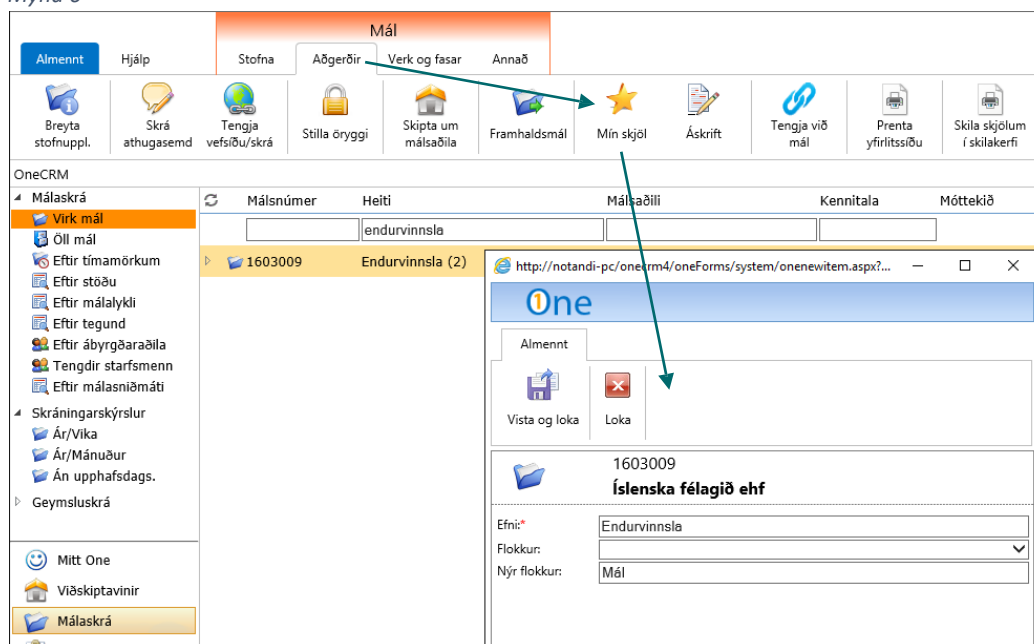 Mál
Almennt Hjálp Stofna Aðgerðir Verk og fasar Annað
Breyta stofnuppl.
Skrá athugasemd
Tengja vefsíðu/skrá
Stilla öryggi
Skipta um málsaðila
Framhaldsmál
Mín skjöl
Áskrift
Tengja við mál
Prenta yfirlitssíðu
Skila skjölum í skilakerfi
OneCRM
Málaskrá
Virk mál
Öll mál
Eftir tímamörkum
Eftir stöðu
Eftir málalykli
Eftir tegund
Eftir ábyrgðaraðila
Tengdir starfsmenn
Eftir málasniðmáti
Skráningarskýrslur
Ár/Vika
Ár/Mánuður
Án upphafsdags.
Geymsluskrá
Mitt One
Viðskiptavinir
Málaskrá
Málsnúmer Heiti Málsaðili Kennitala Móttekið
endurvinnsla
1603009 Endurvinnsla (2)
http://notandi-pc/onecrm4/oneForms/system/onenewitem.aspx?...
One
Almennt
Vista og loka Loka
1603009
Íslenska félagið ehf
Efni:* Endurvinnsla
Flokkur:
Nýr flokkur: Mál